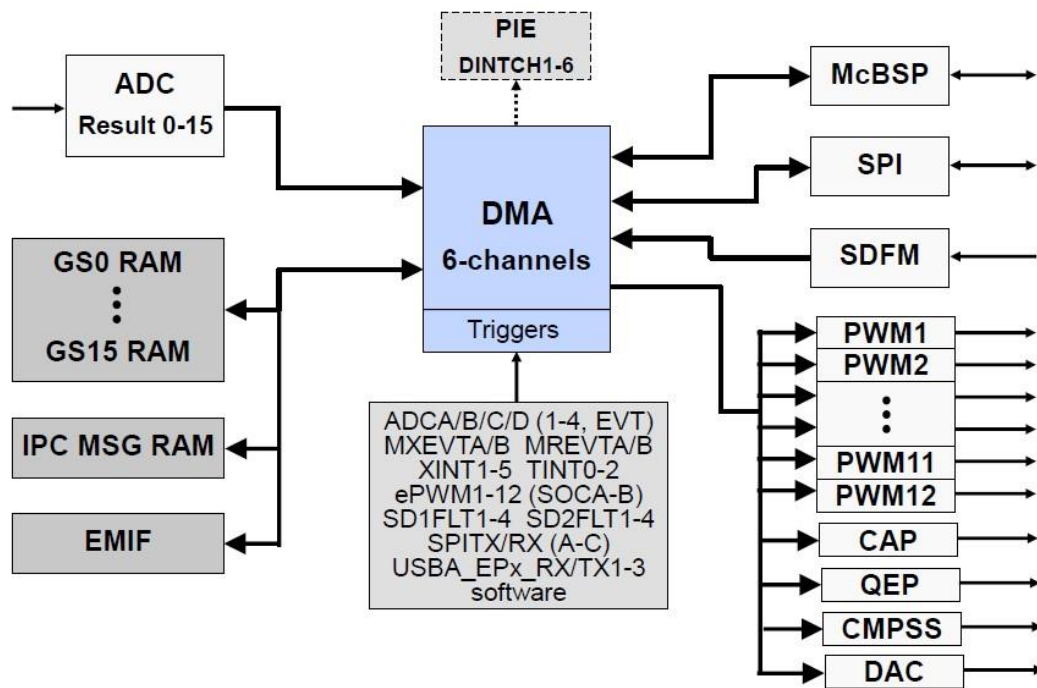 PIE
DINTCH1-6
ADC
Result 0-15
McBSP
SPI
SDFM
DMA
6-channels
Triggers
GS0 RAM
GS15 RAM
IPC MSG RAM
EMIF
ADCA/B/C/D (1-4, EVT)
MXEVTA/B MREVTA/B
XINT1-5 TINT0-2
ePWM1-12 (SOCA-B)
SD1FLT1-4 SD2FLT1-4
SPITX/RX (A-C)
USBA_EPx_RX/TX1-3
software
PWM1
PWM2
PWM11
PWM12
CAP
QEP
CMPSS
DAC